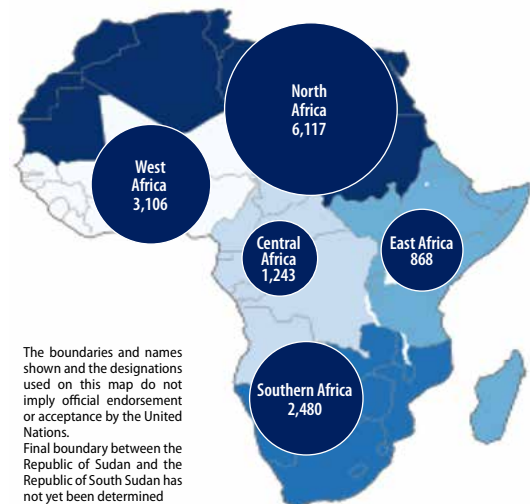 North
Africa
6,117
West
Africa
3,106
Central
Africa
1,243
East Africa
868
Southern Africa
2,480
The boundaries and names
shown and the designations
used on this map do not
imply official endorsement
or acceptance by the United
Nations.
Final boundary between the
Republic of Sudan and the
Republic of South Sudan has
not yet been determined